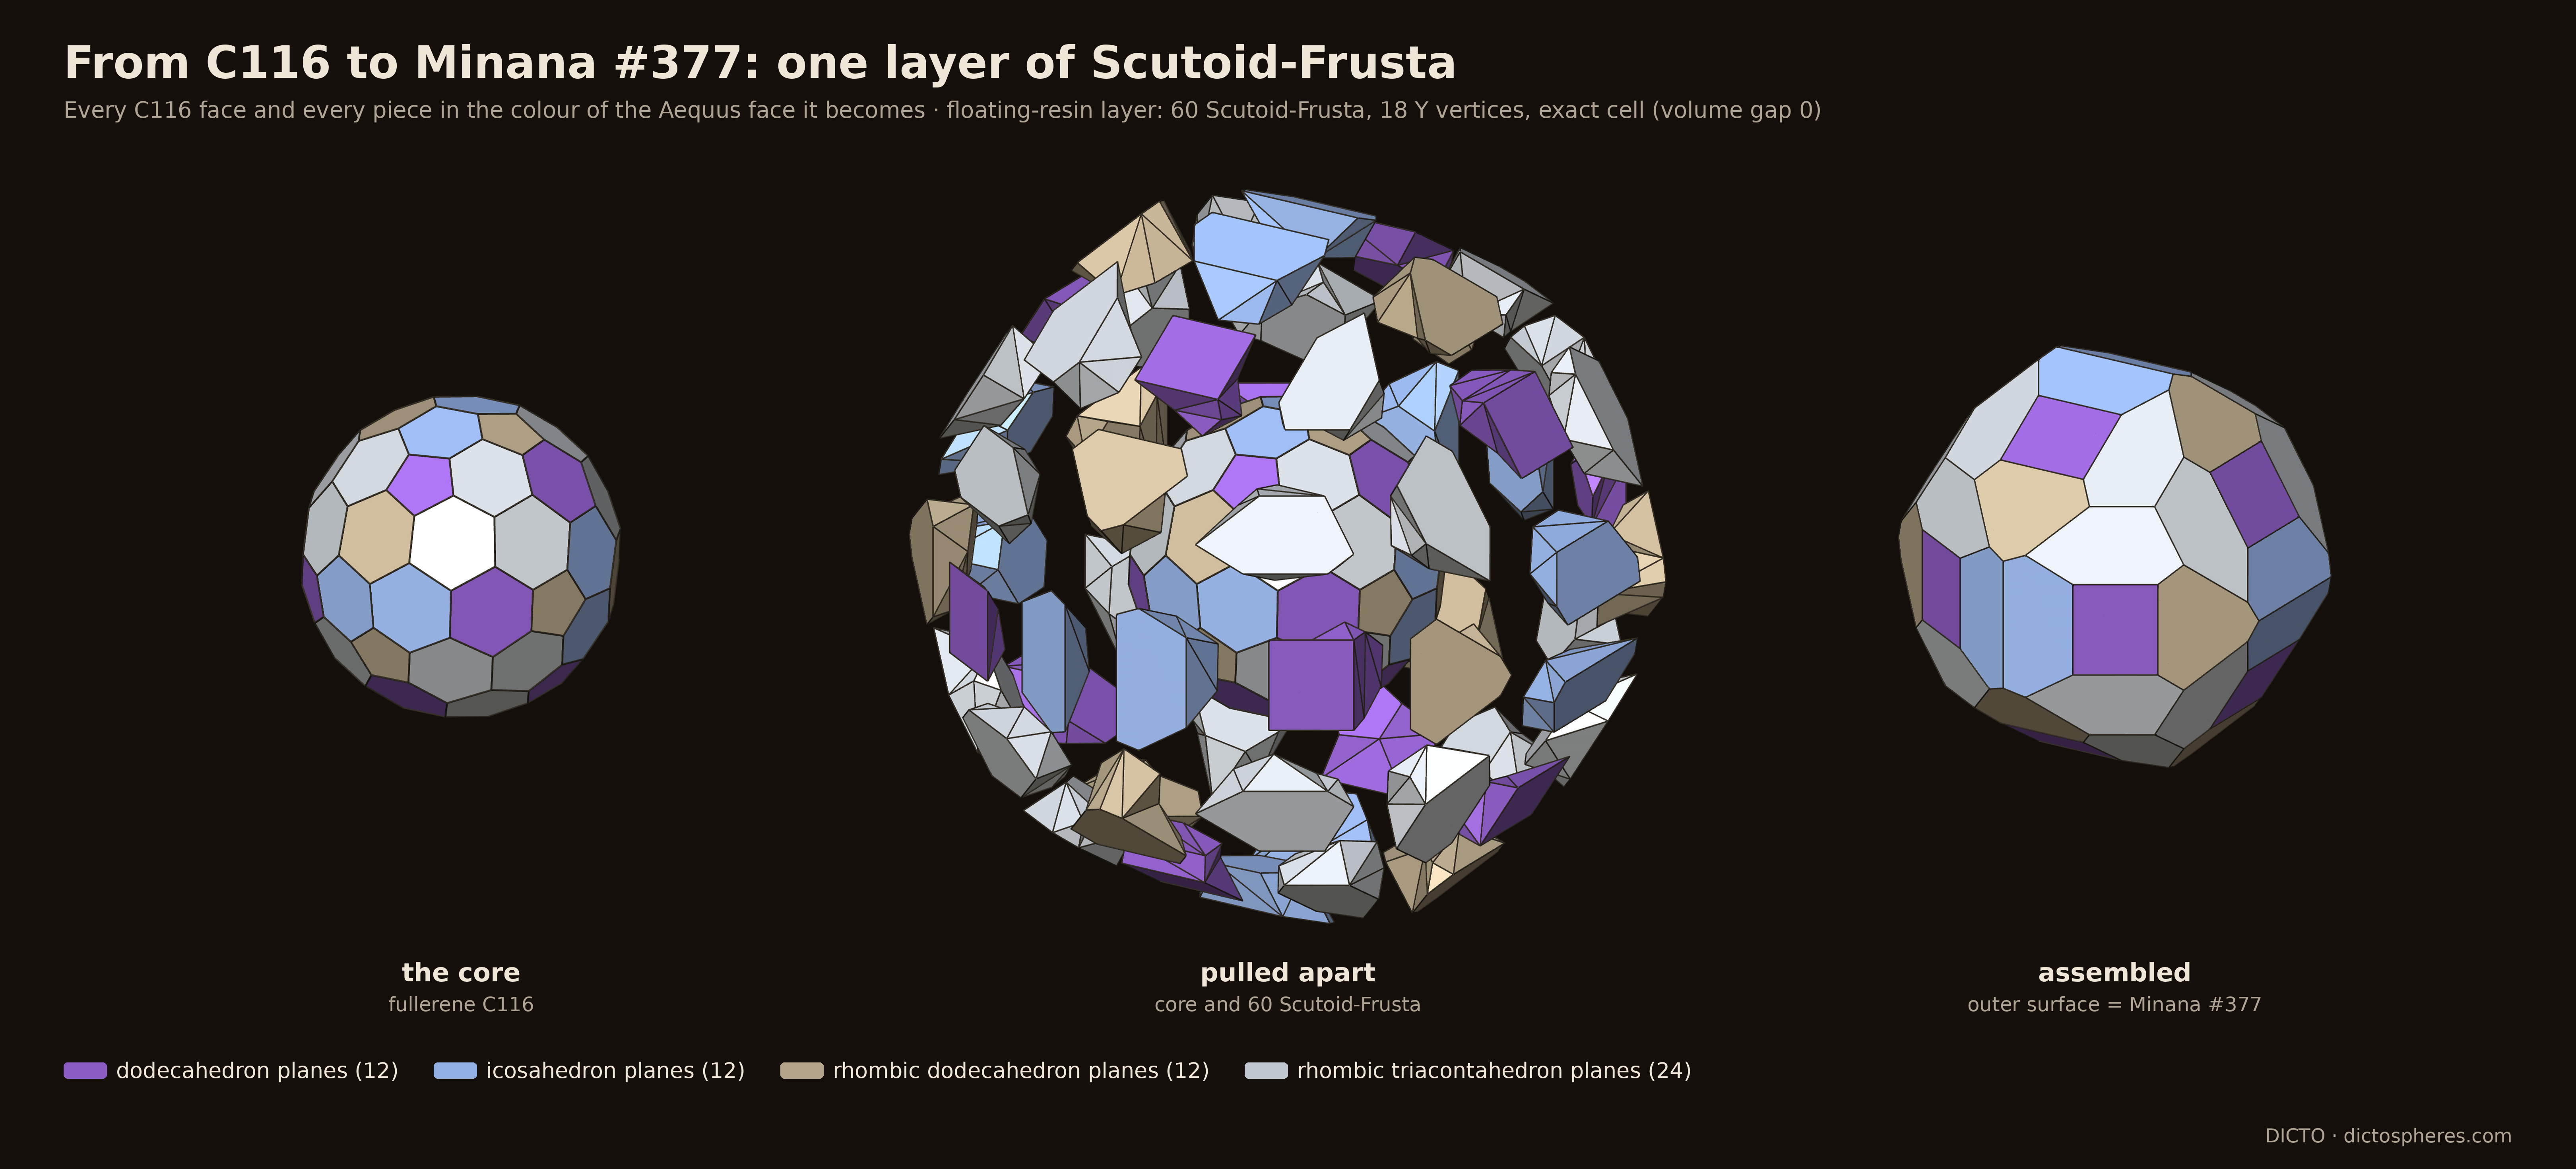 From C116 to Minana #377: one layer of Scutoid-Frusta
Every C116 face and every piece in the colour of the Aequus face it becomes · floating-resin layer: 60 Scutoid-Frusta, 18 Y vertices, exact cell (volume gap 0)
the core
fullerene C116
pulled apart
core and 60 Scutoid-Frusta
assembled
outer surface = Minana #377
dodecahedron planes (12)
icosahedron planes (12)
rhombic dodecahedron planes (12)
rhombic triacontahedron planes (24)
DICTO · dictospheres.com